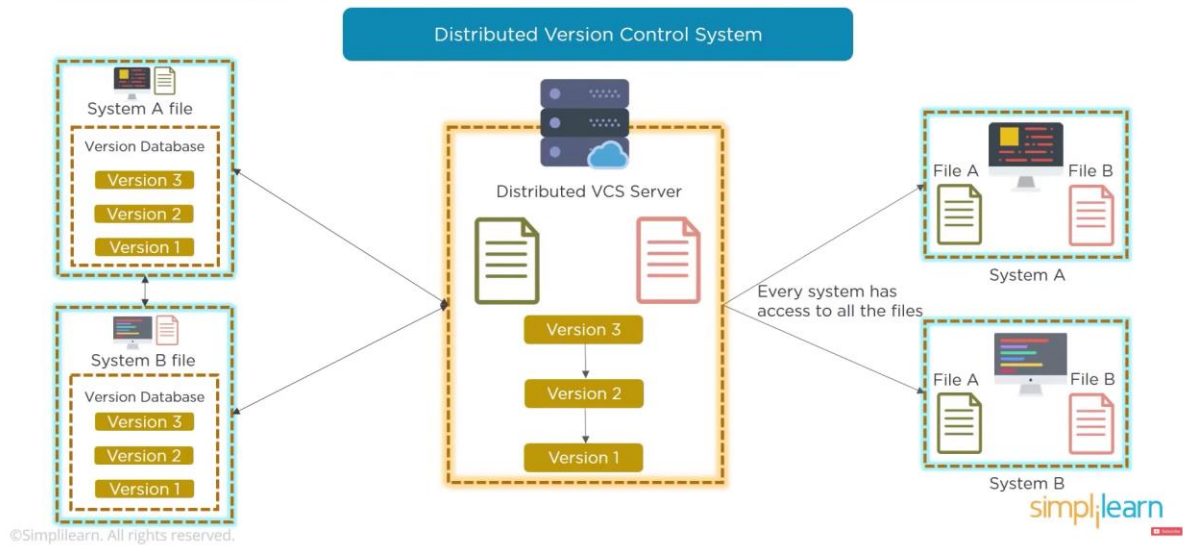 Distributed Version Control System
System A file
Version Database
Version 3
Version 2
Version 1
System B file
Version Database
Version 3
Version 2
Version 1
Distributed VCS Server
Version 3
Version 2
Version 1
Every system has
access to all the files
File A
File B
System A
File A
File B
System B
simplilearn
©Simplilearn. All rights reserved.